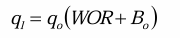 q_l = q_o(WOR + B_o)